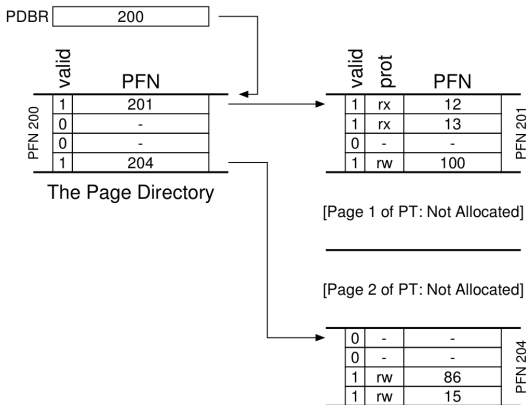 PDBR 200
valid PFN
PFN 200
1 201
0 -
0 -
1 204
The Page Directory
valid prot PFN
1 rx 12
1 rx 13
0 - -
1 rw 100
PFN 201
[Page 1 of PT: Not Allocated]
[Page 2 of PT: Not Allocated]
0 - -
0 - -
1 rw 86
1 rw 15
PFN 204